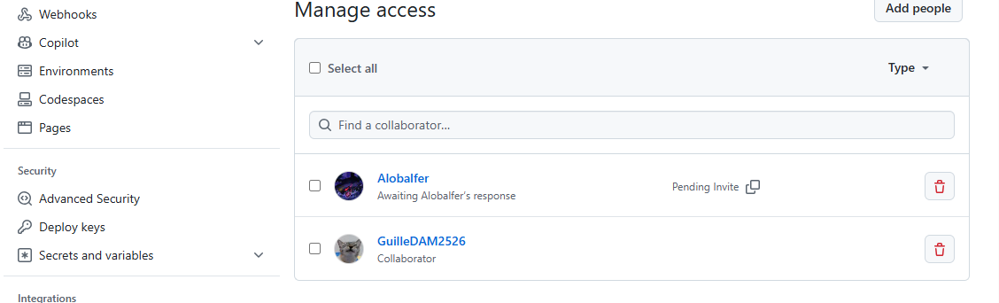 Webhooks
Copilot
Environments
Codespaces
Pages
Security
Advanced Security
Deploy keys
Secrets and variables
Integrations
Manage access
Add people
Select all
Type
Find a collaborator...
Alobalfer
Awaiting Alobalfer's response
Pending Invite
GuilleDAM2526
Collaborator